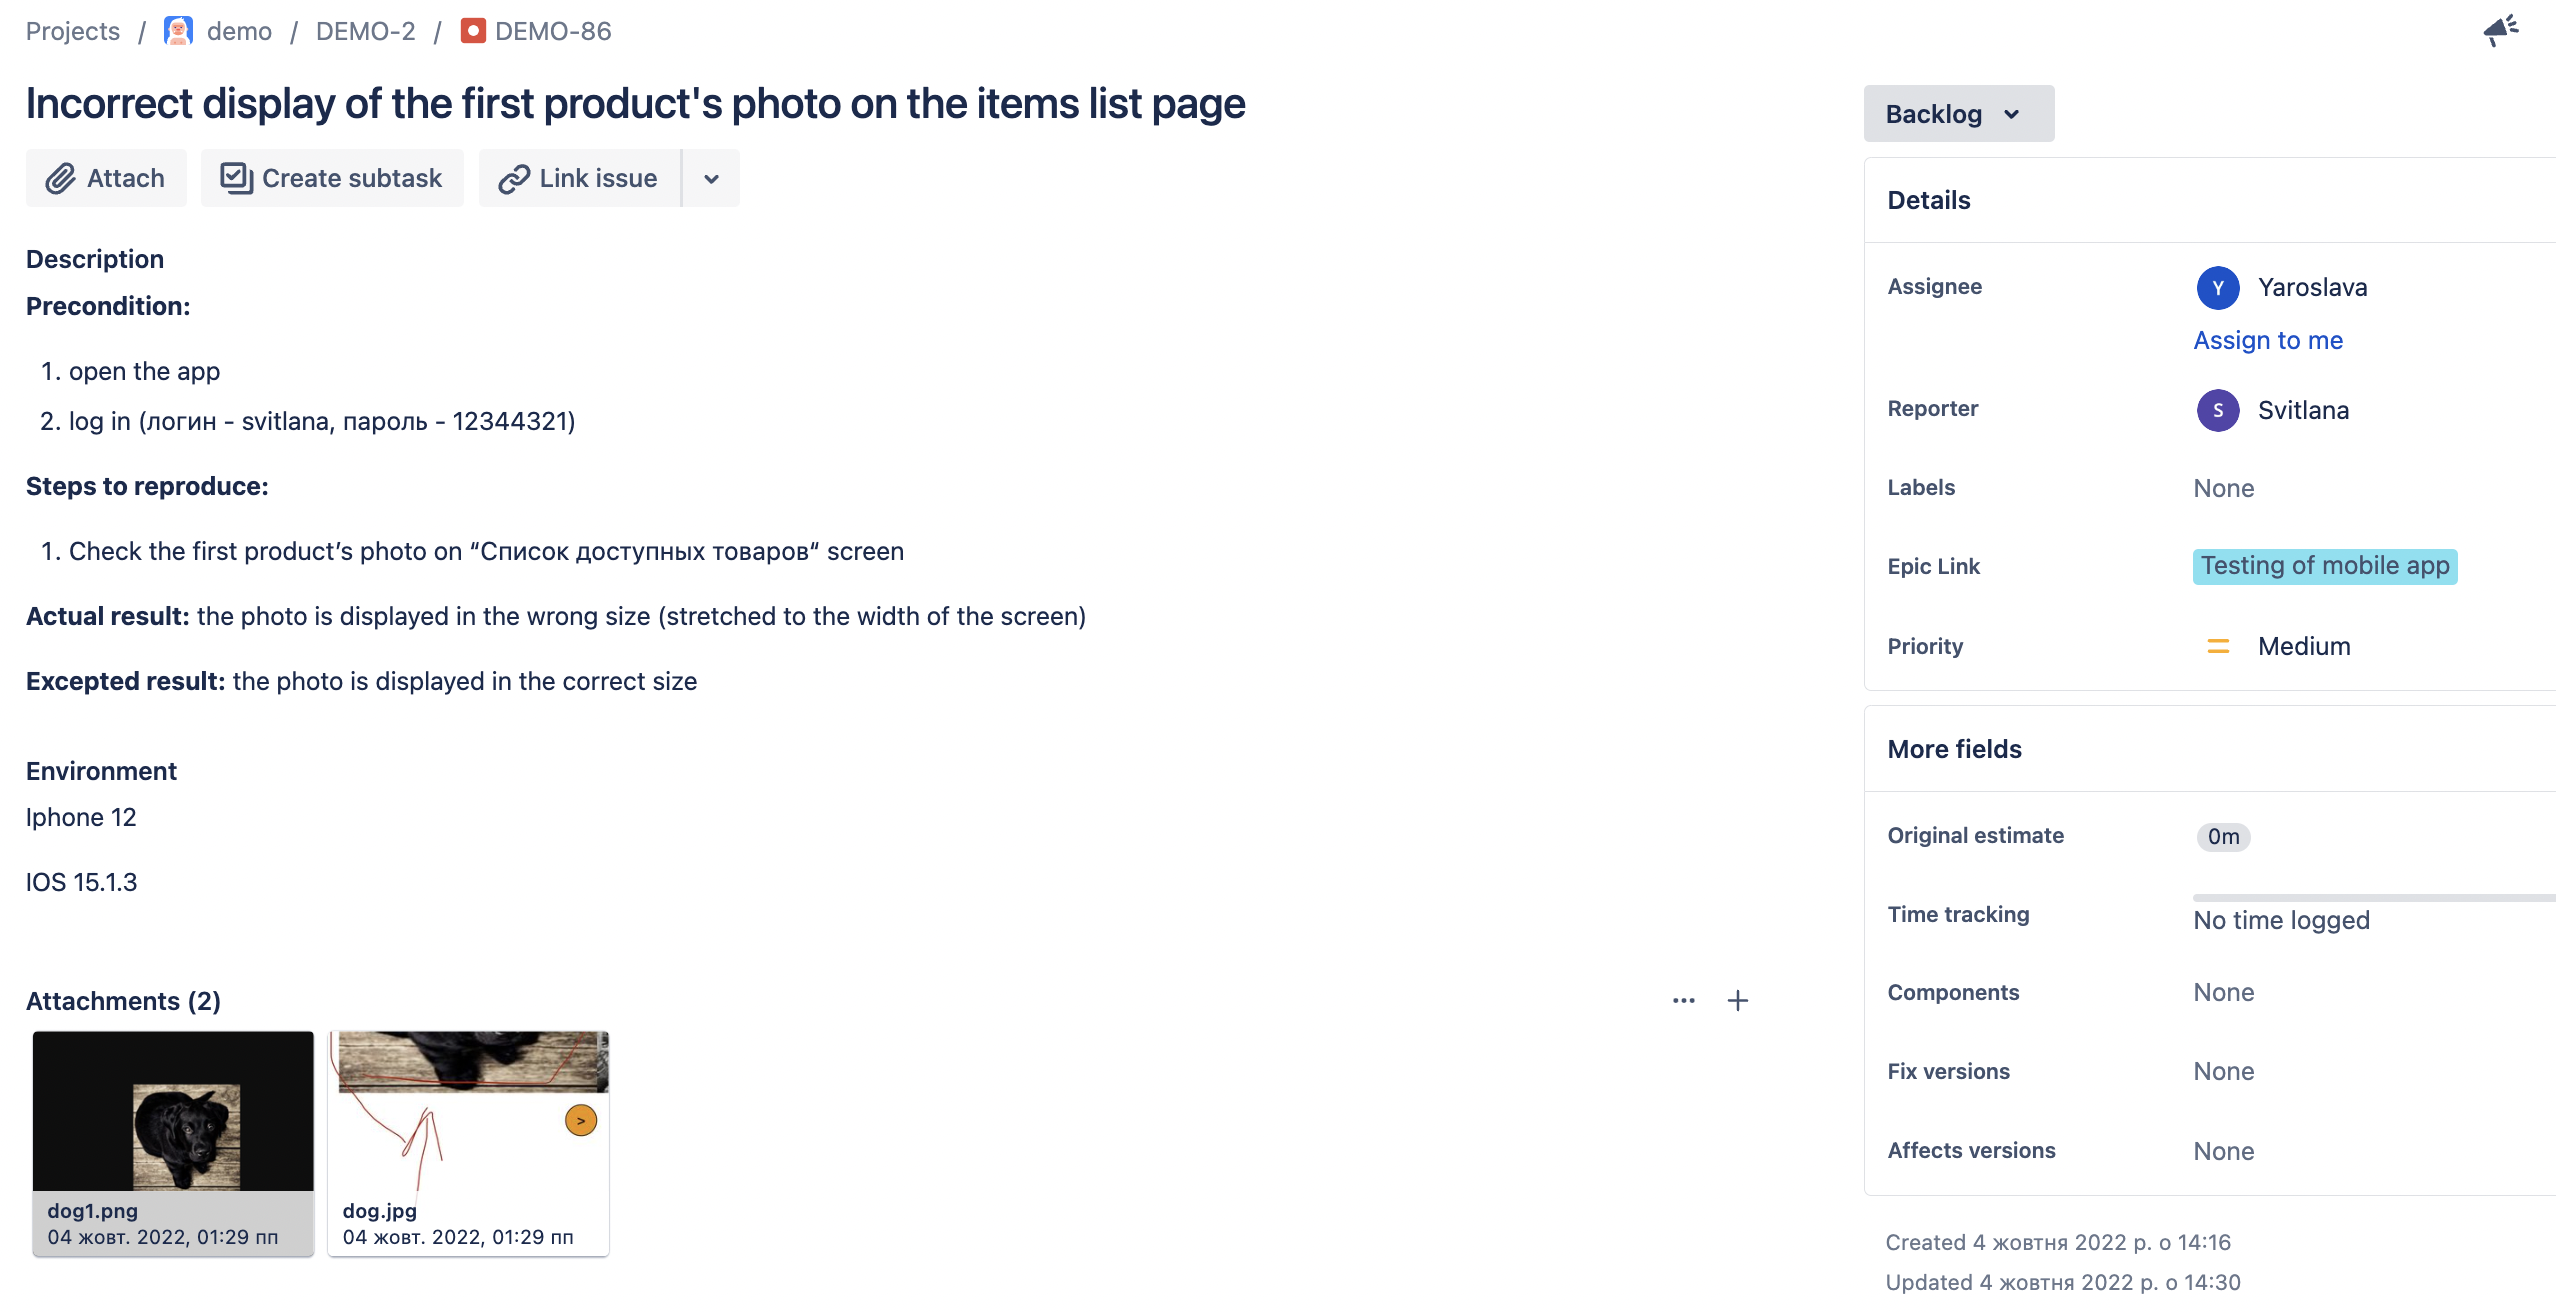 Projects / demo / DEMO-2 / DEMO-86
Incorrect display of the first product's photo on the items list page
Attach
Create subtask
Link issue
Description
Precondition:
1. open the app
2. log in (логин - svitlana, пароль - 12344321)
Steps to reproduce:
1. Check the first product’s photo on “Список доступных товаров“ screen
Actual result: the photo is displayed in the wrong size (stretched to the width of the screen)
Excepted result: the photo is displayed in the correct size
Environment
Iphone 12
IOS 15.1.3
Attachments (2)
>
dog1.png
04 жовт. 2022, 01:29 пп
dog.jpg
04 жовт. 2022, 01:29 пп
Backlog
Details
Assignee
Y Yaroslava
Assign to me
Reporter
S Svitlana
Labels
None
Epic Link
Testing of mobile app
Priority
Medium
More fields
Original estimate
0m
Time tracking
No time logged
Components
None
Fix versions
None
Affects versions
None
Created 4 жовтня 2022 р. о 14:16
Updated 4 жовтня 2022 р. о 14:30